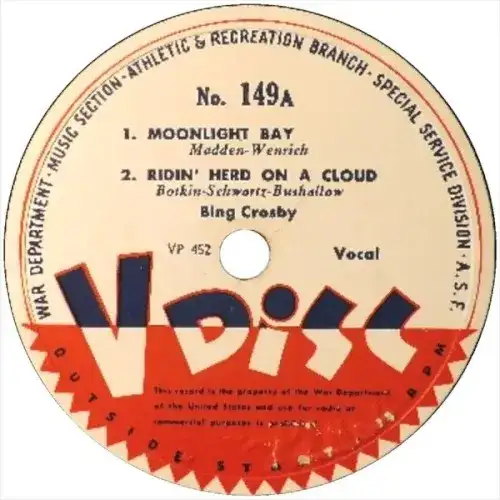 WAR DEPARTMENT · MUSIC SECTION · ATHLETIC & RECREATION BRANCH · SPECIAL SERVICE DIVISION · A. S. F.
No. 149A
1. MOONLIGHT BAY
Madden-Wenrich
2. RIDIN' HERD ON A CLOUD
Botkin-Schwartz-Bushallow
Bing Crosby
VP 452
Vocal
V DiSC
This record is the property of the War Department
of the United States and use for radio or
commercial purposes is
OUTSIDE START RPM